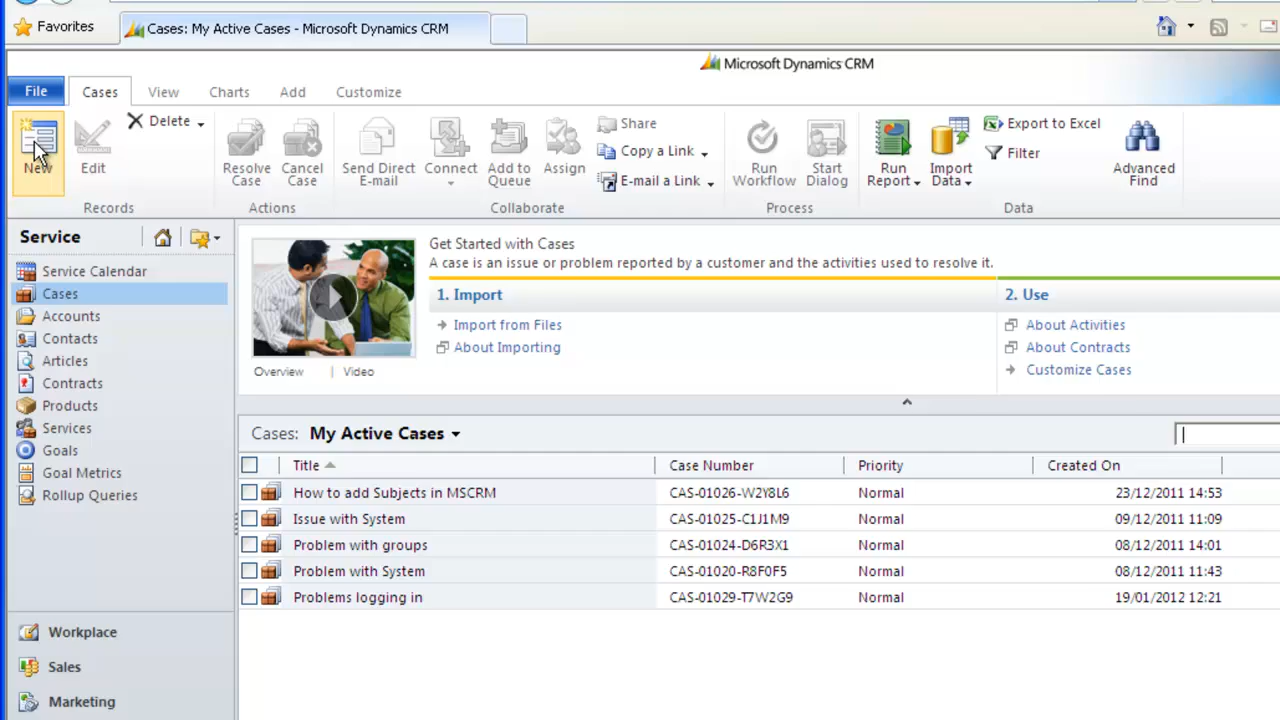 Favorites
Cases: My Active Cases - Microsoft Dynamics CRM
Microsoft Dynamics CRM
File Cases View Charts Add Customize
New
Edit
Delete
Resolve Case
Cancel Case
Send Direct E-mail
Connect
Add to Queue
Assign
Share
Copy a Link
E-mail a Link
Run Workflow
Start Dialog
Run Report
Import Data
Export to Excel
Filter
Advanced Find
Records Actions Collaborate Process Data
Service
Service Calendar
Cases
Accounts
Contacts
Articles
Contracts
Products
Services
Goals
Goal Metrics
Rollup Queries
Workplace
Sales
Marketing
Get Started with Cases
A case is an issue or problem reported by a customer and the activities used to resolve it.
1. Import
Import from Files
About Importing
2. Use
About Activities
About Contracts
Customize Cases
Overview | Video
Cases: My Active Cases
Title Case Number Priority Created On
How to add Subjects in MSCRM CAS-01026-W2Y8L6 Normal 23/12/2011 14:53
Issue with System CAS-01025-C1J1M9 Normal 09/12/2011 11:09
Problem with groups CAS-01024-D6R3X1 Normal 08/12/2011 14:01
Problem with System CAS-01020-R8F0F5 Normal 08/12/2011 11:43
Problems logging in CAS-01029-T7W2G9 Normal 19/01/2012 12:21